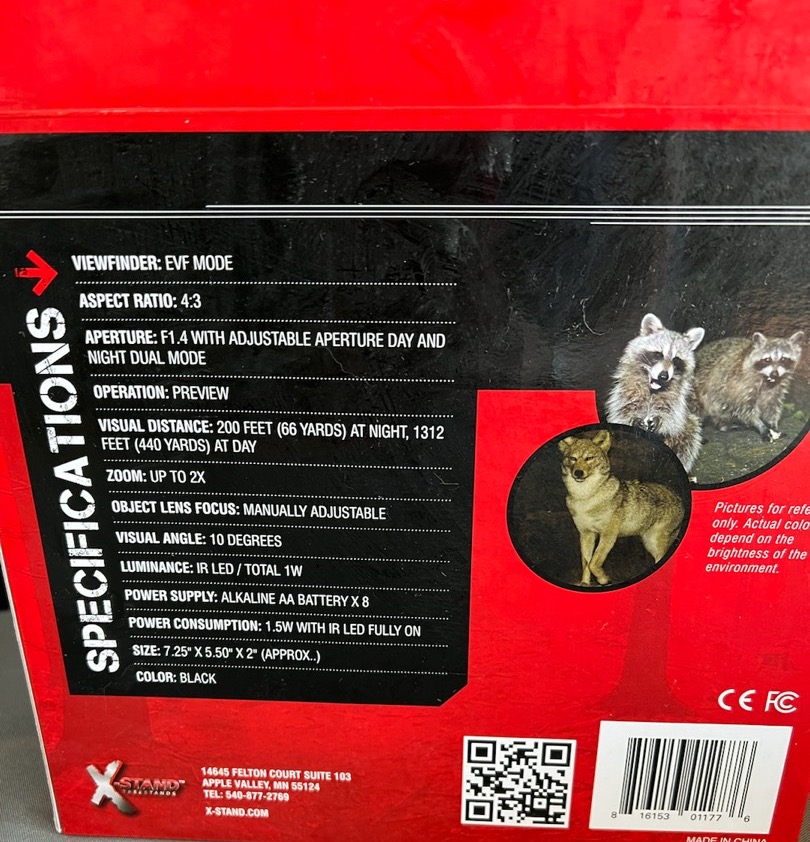 SPECIFICATIONS
VIEWFINDER: EVF MODE
ASPECT RATIO: 4:3
APERTURE: F1.4 WITH ADJUSTABLE APERTURE DAY AND
NIGHT DUAL MODE
OPERATION: PREVIEW
VISUAL DISTANCE: 200 FEET (66 YARDS) AT NIGHT, 1312
FEET (440 YARDS) AT DAY
ZOOM: UP TO 2X
OBJECT LENS FOCUS: MANUALLY ADJUSTABLE
VISUAL ANGLE: 10 DEGREES
LUMINANCE: IR LED / TOTAL 1W
POWER SUPPLY: ALKALINE AA BATTERY X 8
POWER CONSUMPTION: 1.5W WITH IR LED FULLY ON
SIZE: 7.25" X 5.50" X 2" (APPROX..)
COLOR: BLACK
Pictures for refe
only. Actual colo
depend on the
brightness of the
environment.
CE FC
X-STAND™
TREESTANDS
14645 FELTON COURT SUITE 103
APPLE VALLEY, MN 55124
TEL: 540-877-2769
X-STAND.COM
8 16153 01177 6
MADE IN CHINA